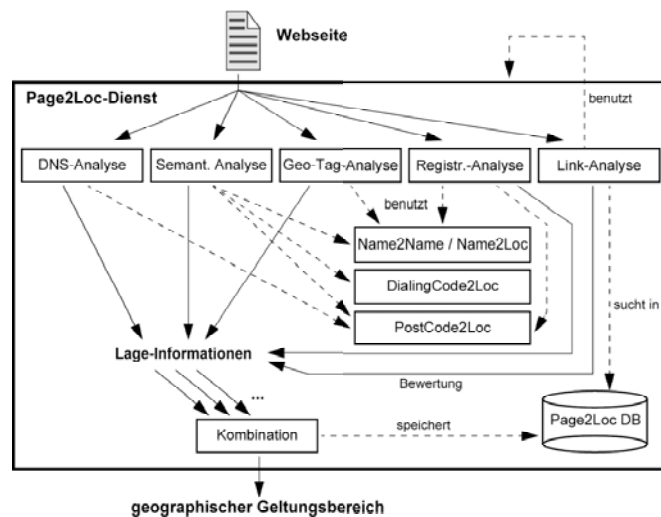 Webseite
Page2Loc-Dienst
benutzt
DNS-Analyse
Semant. Analyse
Geo-Tag-Analyse
Registr.-Analyse
Link-Analyse
benutzt
Name2Name / Name2Loc
DialingCode2Loc
PostCode2Loc
sucht in
Lage-Informationen
Bewertung
...
Kombination
speichert
Page2Loc DB
geographischer Geltungsbereich